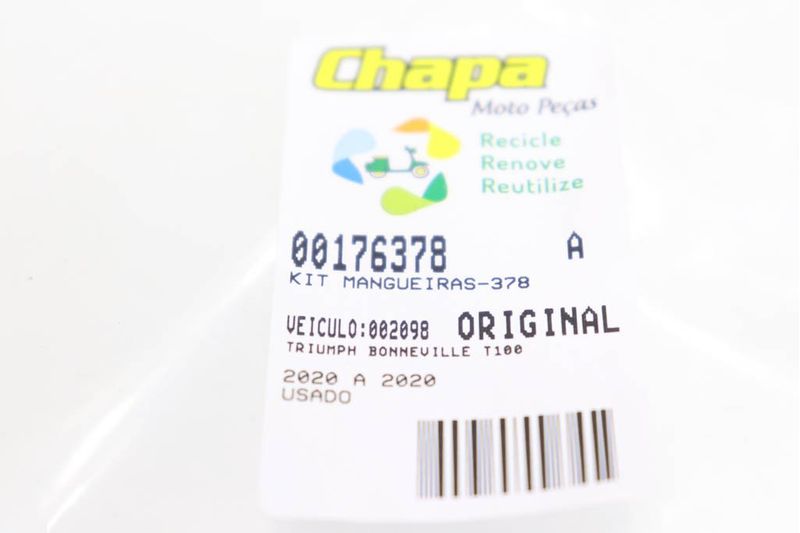 Chapa
Moto Peças
Recicle
Renove
Reutilize
00176378 A
KIT MANGUEIRAS-378
VEICULO:002098 ORIGINAL
TRIUMPH BONNEVILLE T100
2020 A 2020
USADO